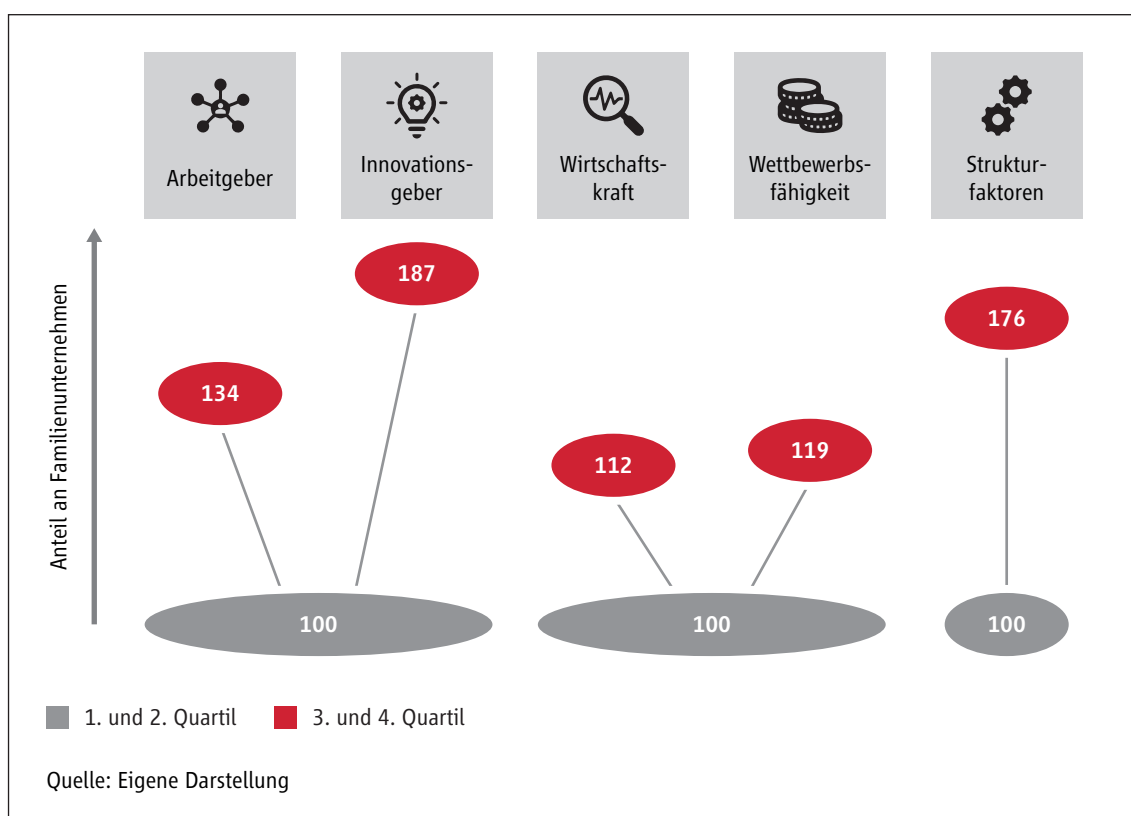 Arbeitgeber
Innovations-
geber
Wirtschafts-
kraft
Wettbewerbs-
fähigkeit
Struktur-
faktoren
Anteil an Familienunternehmen
187
176
134
119
112
100
100
100
1. und 2. Quartil
3. und 4. Quartil
Quelle: Eigene Darstellung